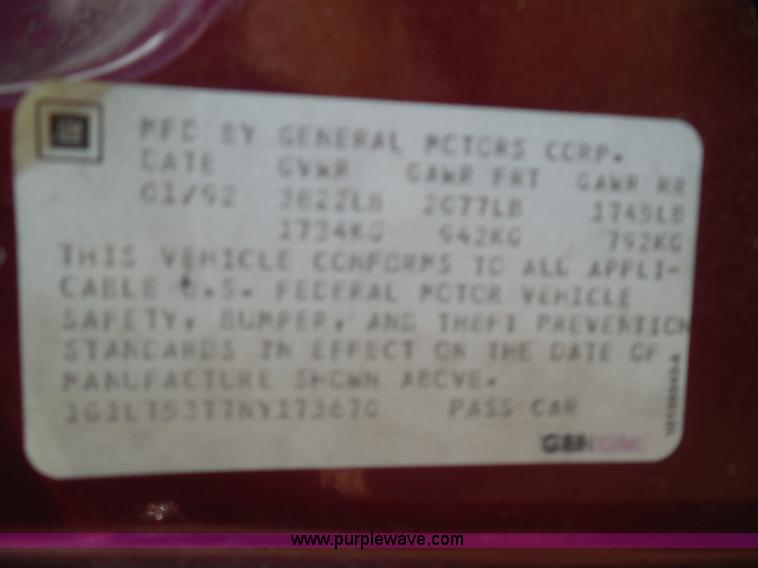 GM
MFD BY GENERAL MOTORS CORP.
DATE GVWR GAWR FRT GAWR RR
01/92 3822LB 2077LB 1745LB
1734KG 942KG 792KG
THIS VEHICLE CONFORMS TO ALL APPLI-
CABLE U.S. FEDERAL MOTOR VEHICLE
SAFETY, BUMPER, AND THEFT PREVENTION
STANDARDS IN EFFECT ON THE DATE OF
MANUFACTURE SHOWN ABOVE.
1G1LT53T7NY173670 PASS CAR
www.purplewave.com